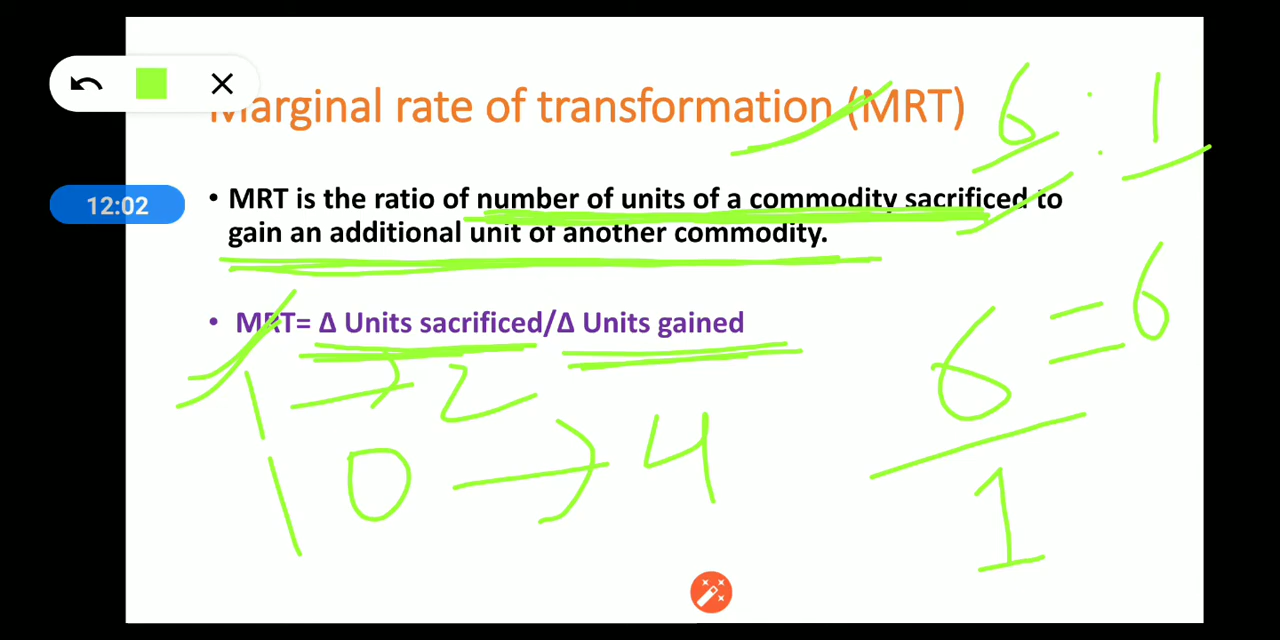 Marginal rate of transformation (MRT)
6 : 1
12:02
• MRT is the ratio of number of units of a commodity sacrificed to
gain an additional unit of another commodity.
• MRT= Δ Units sacrificed/Δ Units gained
1 → 2
10 → 4
6/1 = 6